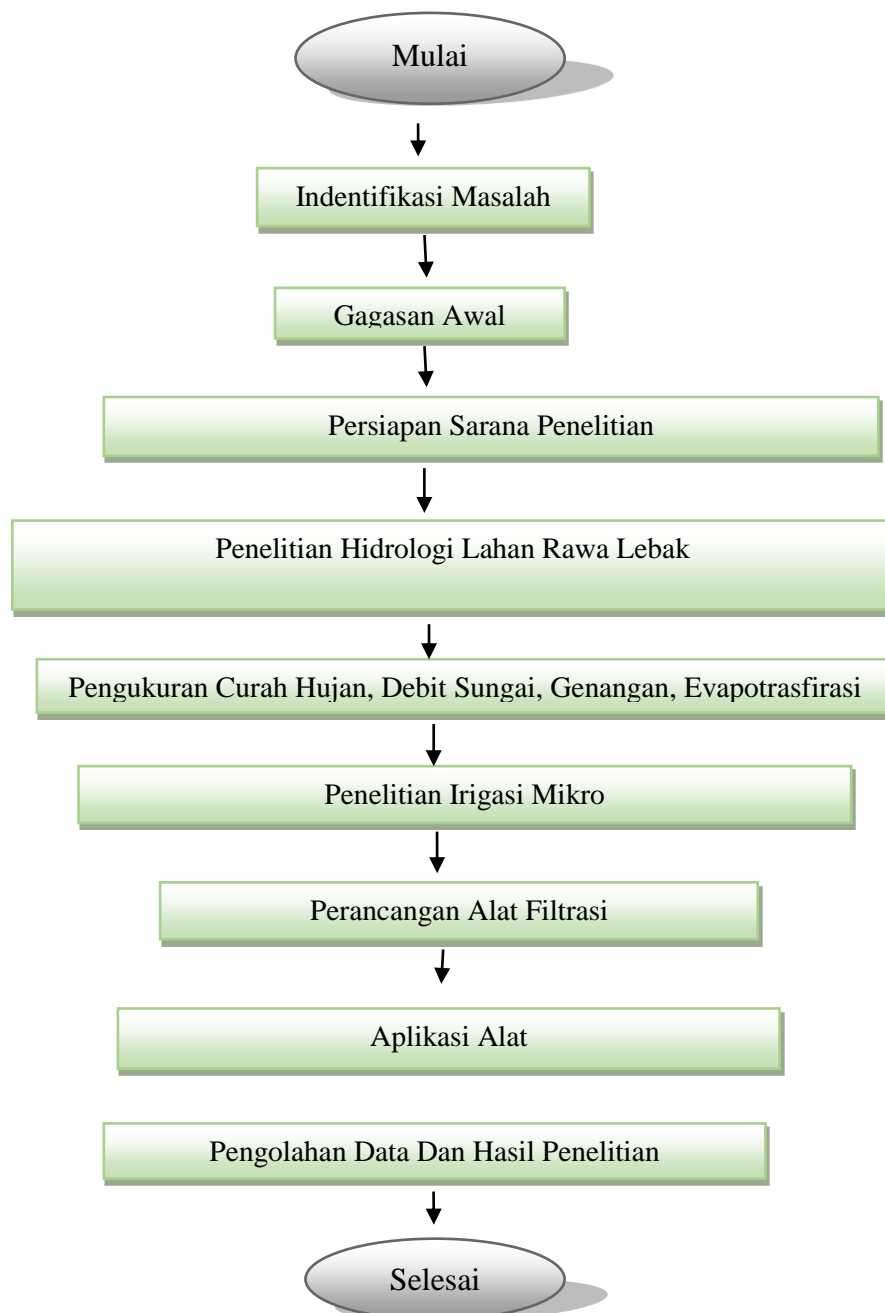 Mulai
Indentifikasi Masalah
Gagasan Awal
Persiapan Sarana Penelitian
Penelitian Hidrologi Lahan Rawa Lebak
Pengukuran Curah Hujan, Debit Sungai, Genangan, Evapotrasfirasi
Penelitian Irigasi Mikro
Perancangan Alat Filtrasi
Aplikasi Alat
Pengolahan Data Dan Hasil Penelitian
Selesai